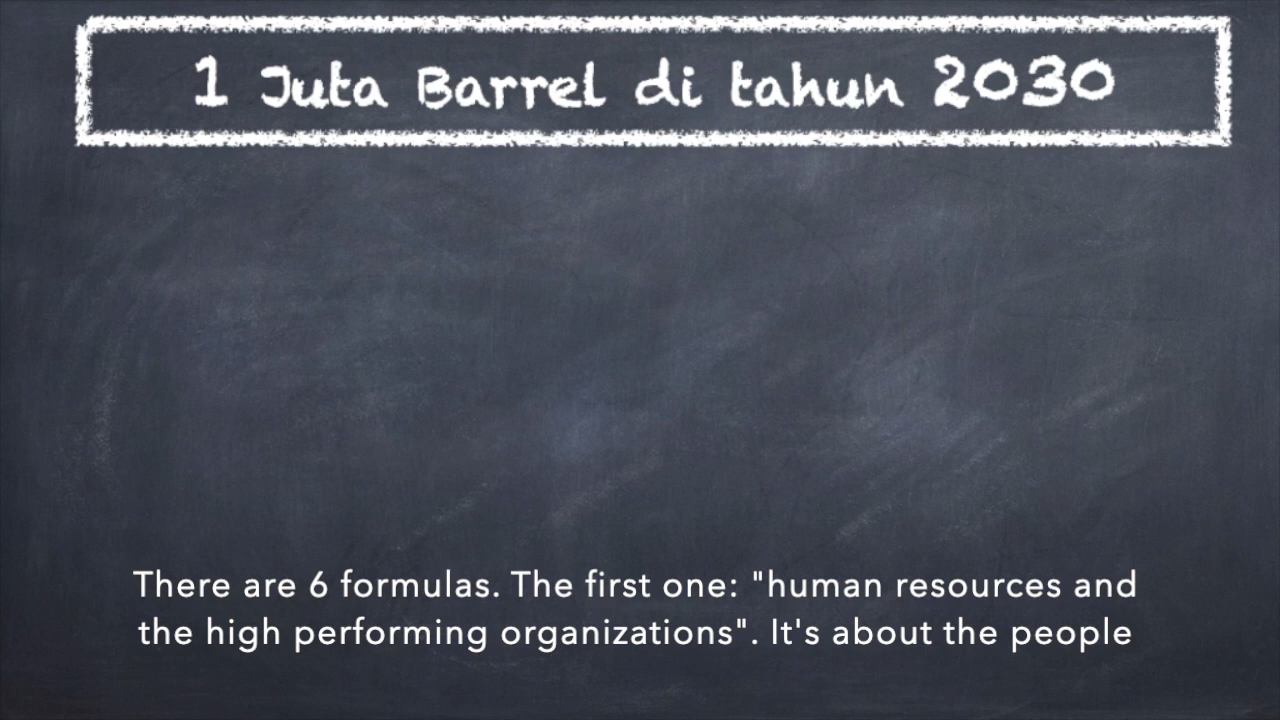 1 Juta Barrel di tahun 2030
There are 6 formulas. The first one: "human resources and
the high performing organizations". It's about the people